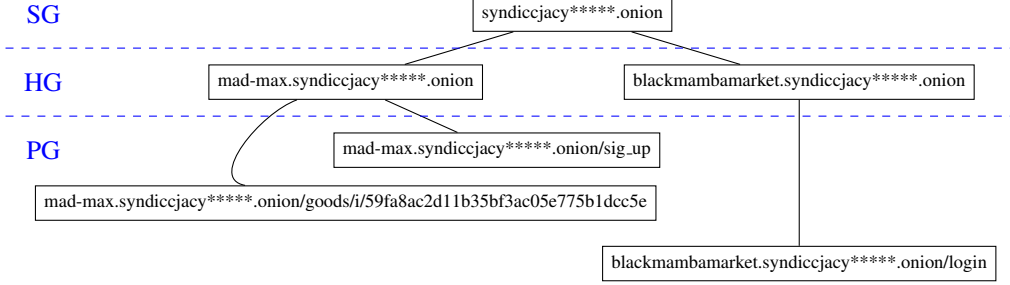 SG
syndiccjacy*****.onion
HG
mad-max.syndiccjacy*****.onion
blackmambamarket.syndiccjacy*****.onion
PG
mad-max.syndiccjacy*****.onion/sig_up
mad-max.syndiccjacy*****.onion/goods/i/59fa8ac2d11b35bf3ac05e775b1dcc5e
blackmambamarket.syndiccjacy*****.onion/login